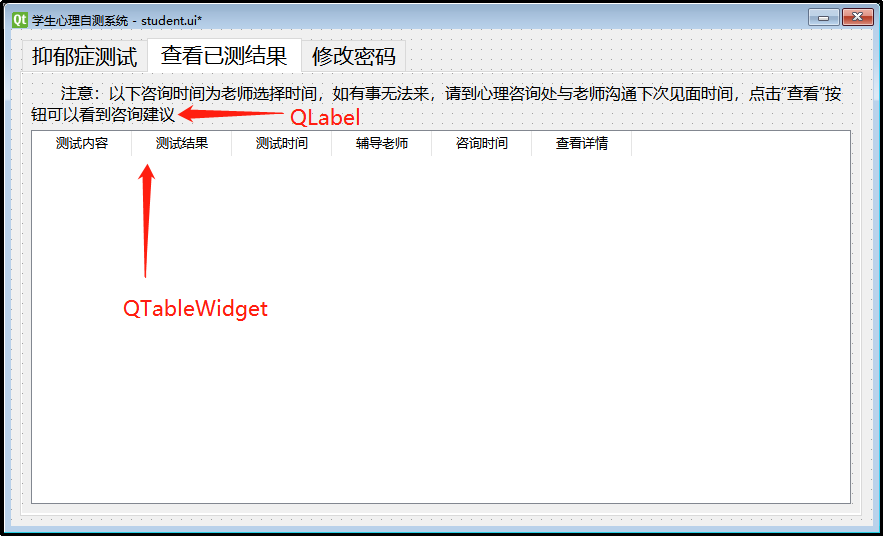 Qt 学生心理自测系统 - student.ui*
抑郁症测试 查看已测结果 修改密码
注意：以下咨询时间为老师选择时间，如有事无法来，请到心理咨询处与老师沟通下次见面时间，点击“查看”按
钮可以看到咨询建议
QLabel
测试内容 测试结果 测试时间 辅导老师 咨询时间 查看详情
QTableWidget